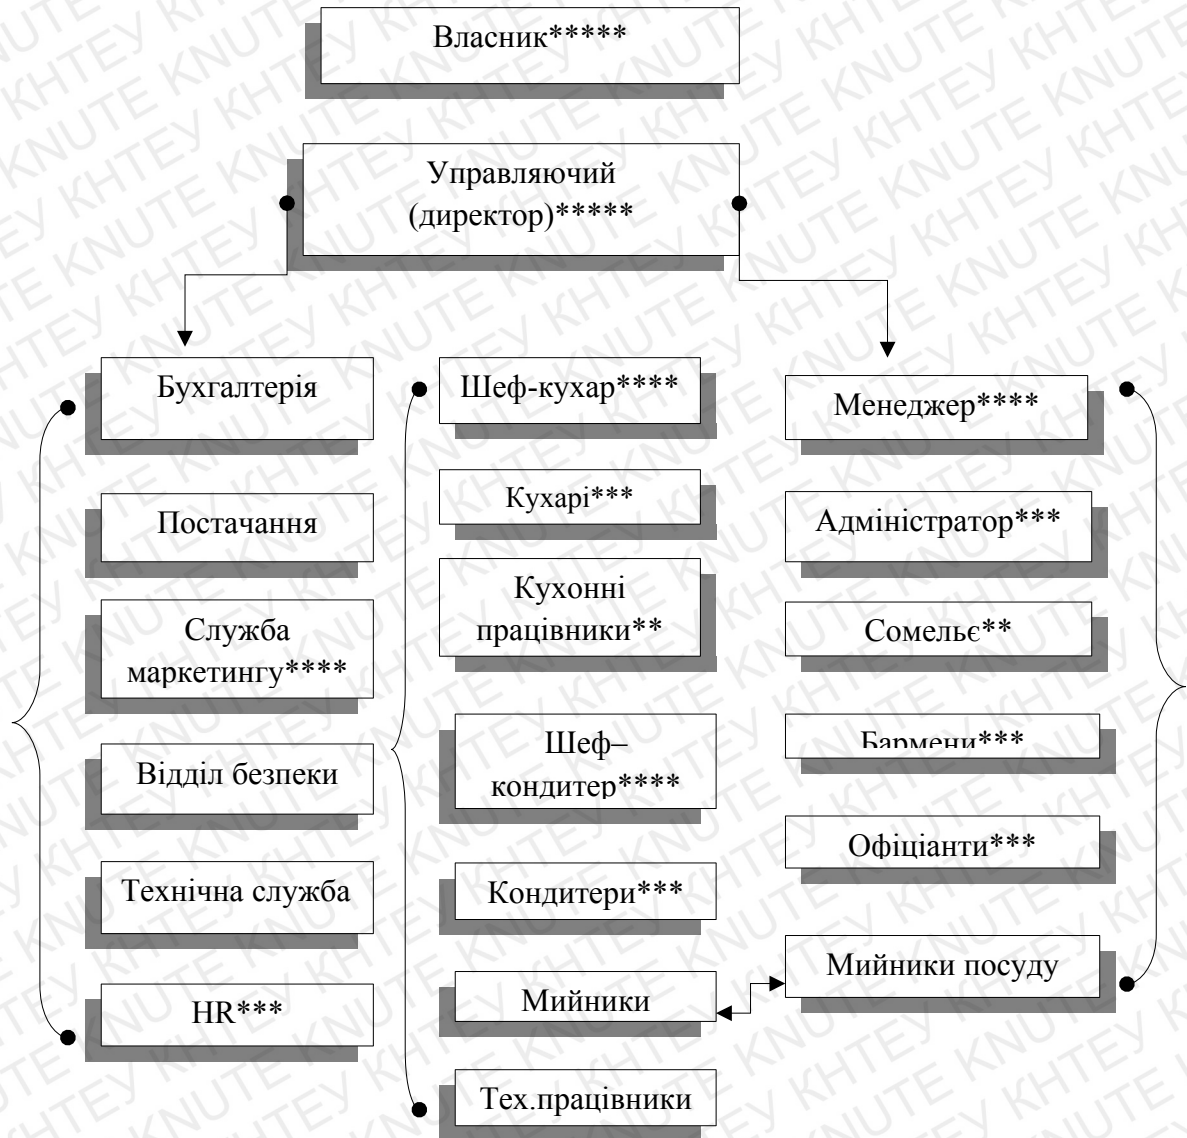 Власник*****
Управляючий
(директор)*****
Бухгалтерія
Постачання
Служба
маркетингу****
Відділ безпеки
Технічна служба
HR***
Шеф-кухар****
Кухарі***
Кухонні
працівники**
Шеф–
кондитер****
Кондитери***
Мийники
Тех.працівники
Менеджер****
Адміністратор***
Сомельє**
Бармени***
Офіціанти***
Мийники посуду